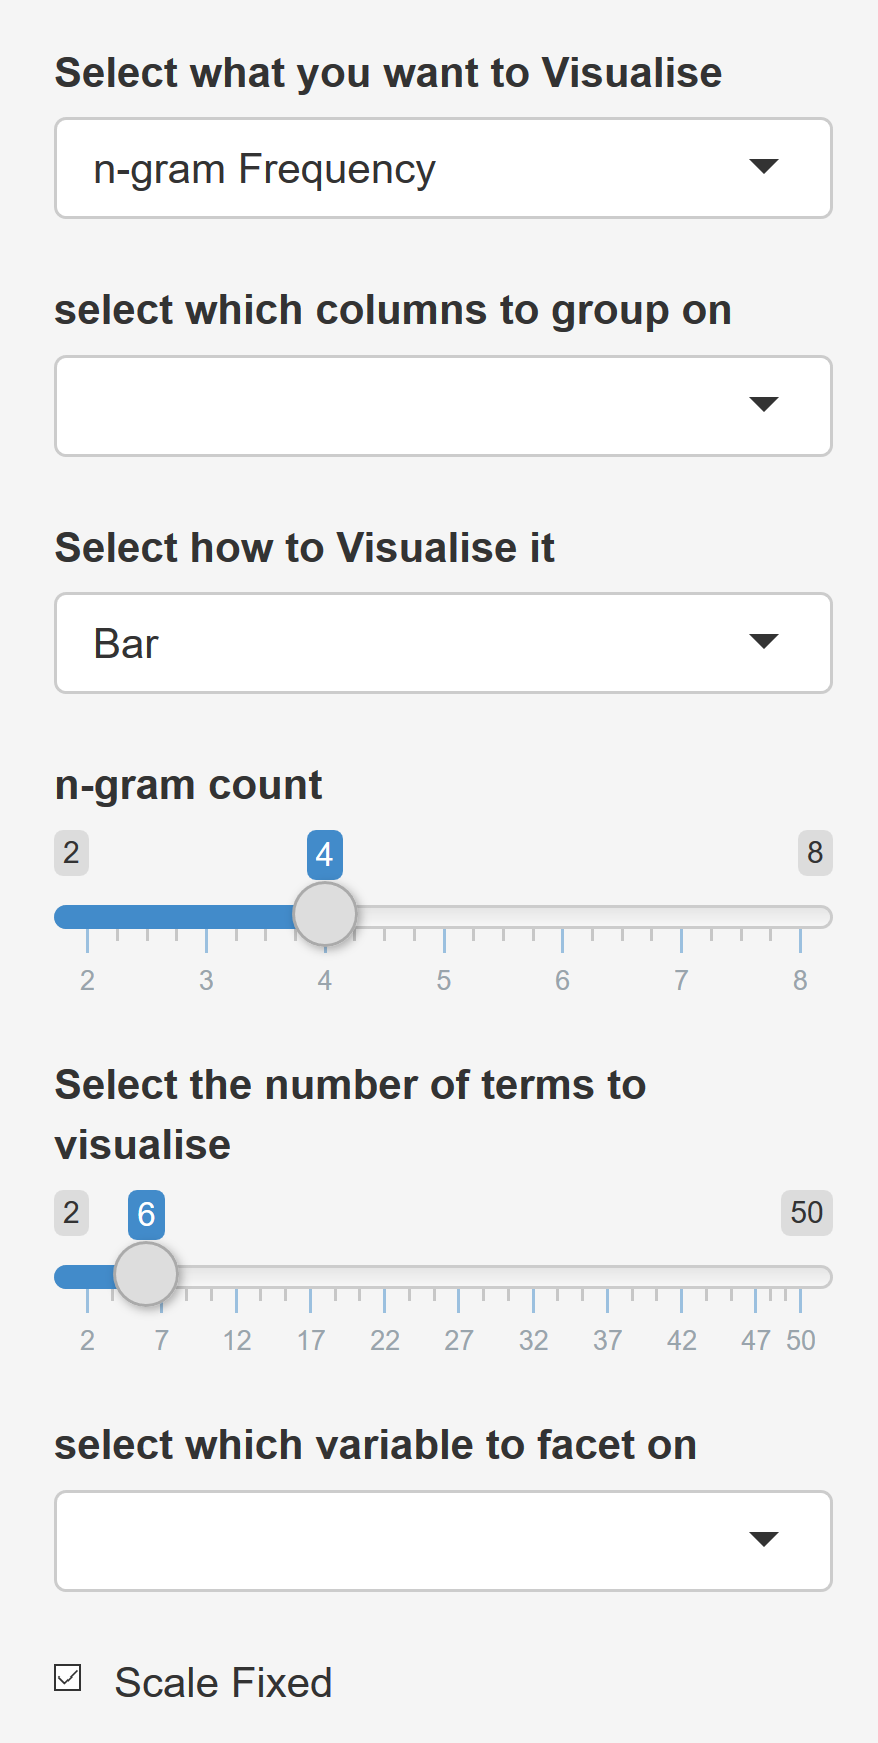 Select what you want to Visualise
n-gram Frequency
select which columns to group on
Select how to Visualise it
Bar
n-gram count
2 4 8
2 3 4 5 6 7 8
Select the number of terms to
visualise
2 6 50
2 7 12 17 22 27 32 37 42 47 50
select which variable to facet on
Scale Fixed